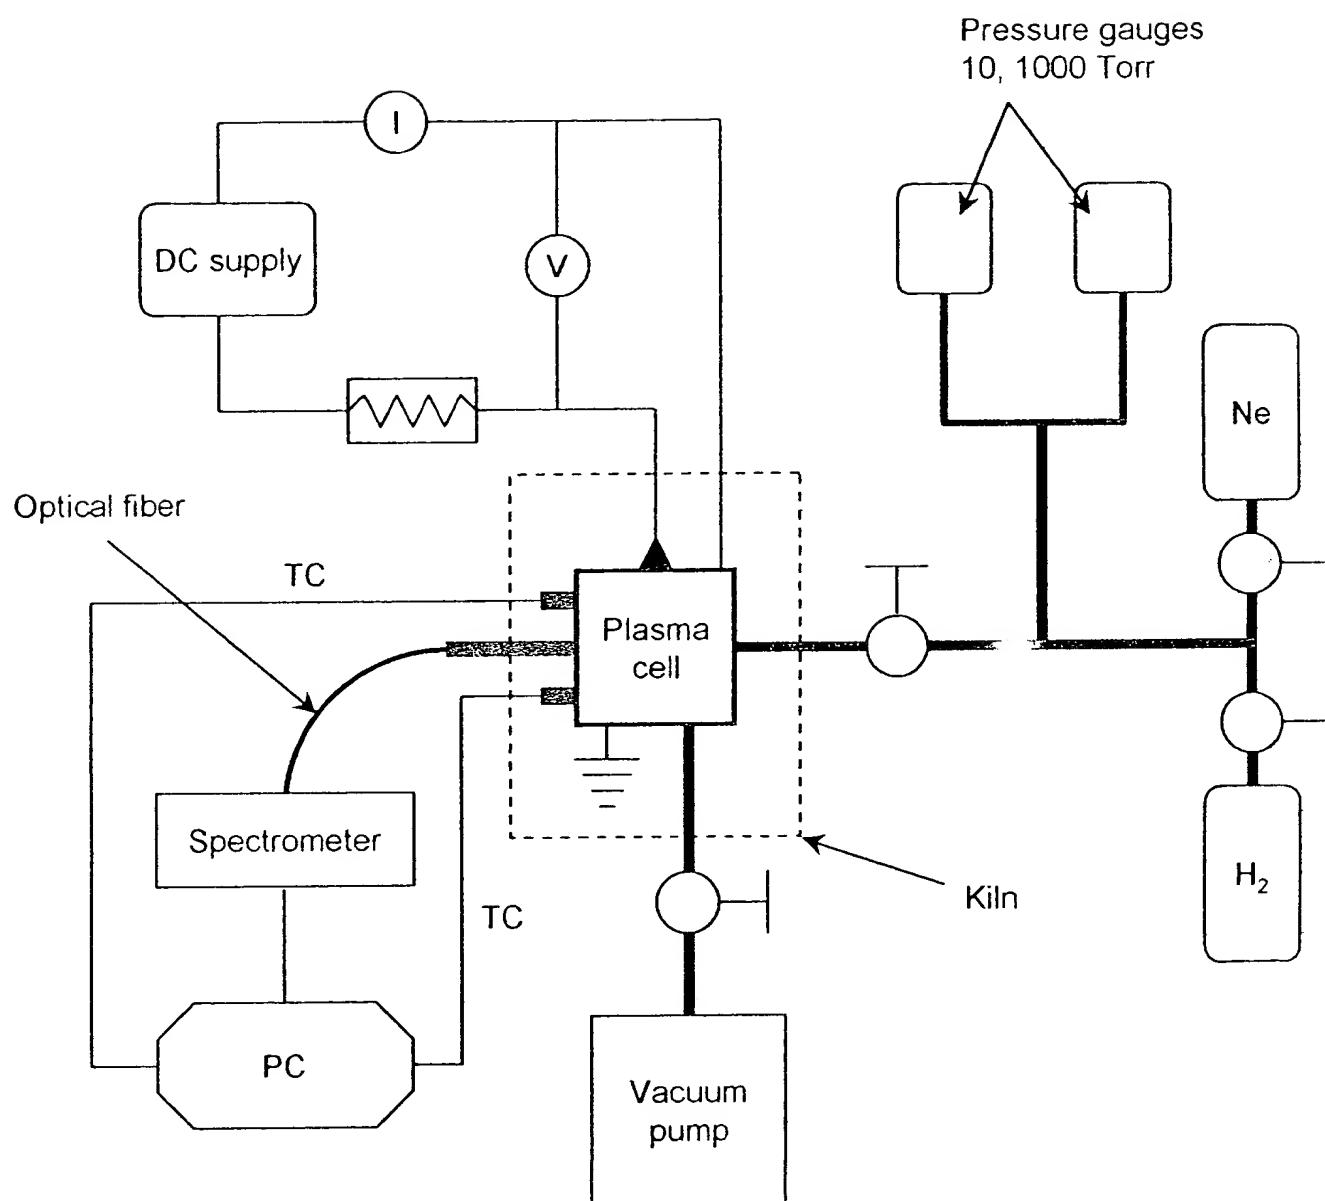 Pressure gauges
10, 1000 Torr
I
DC supply
V
Ne
Optical fiber
TC
Plasma
cell
Spectrometer
TC
Kiln
H₂
PC
Vacuum
pump